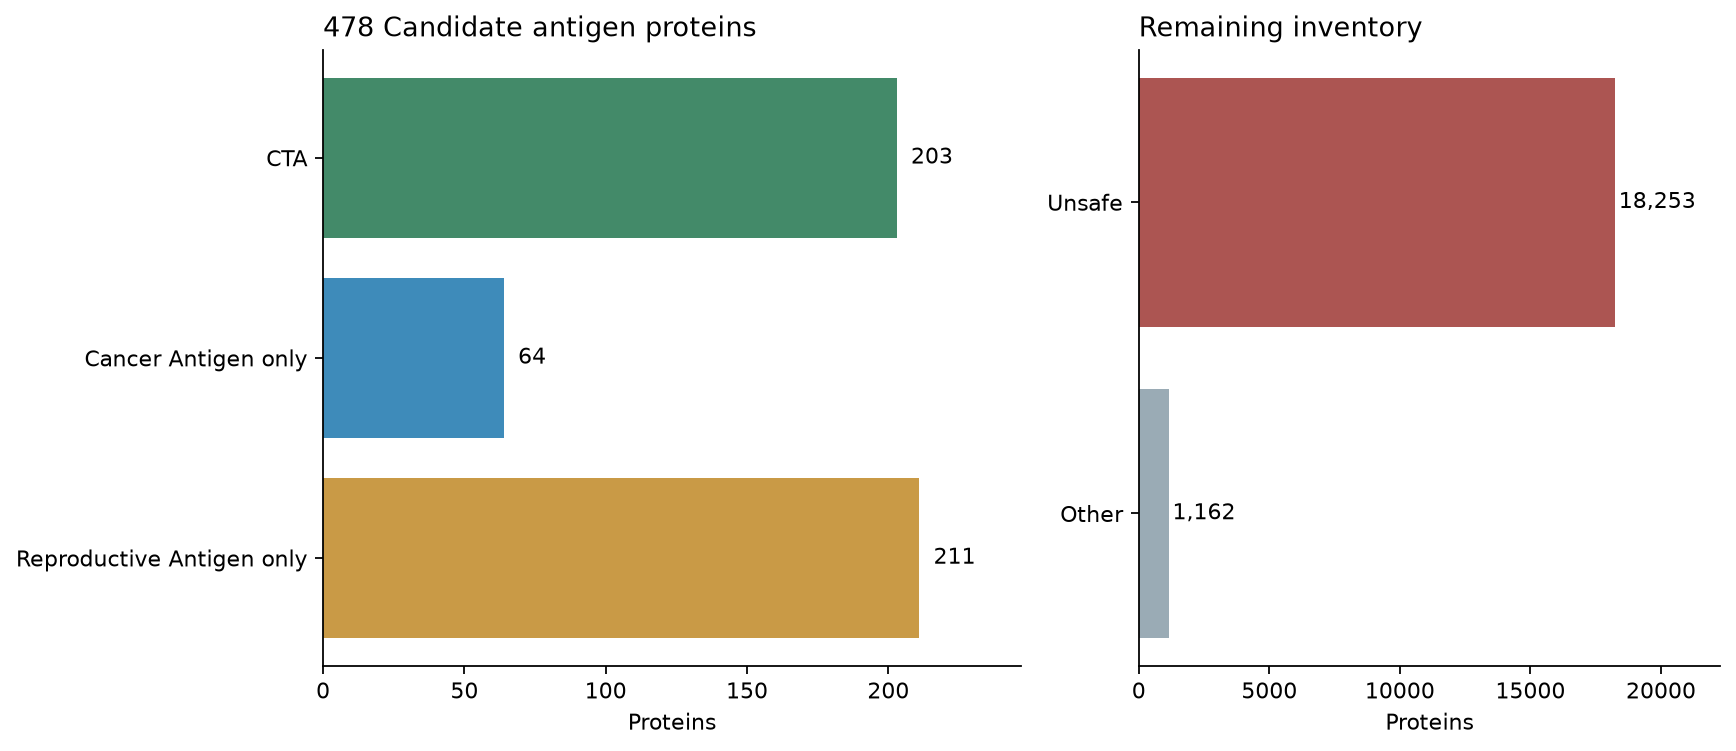 478 Candidate antigen proteins
CTA
203
Cancer Antigen only
64
Reproductive Antigen only
211
0 50 100 150 200
Proteins
Remaining inventory
Unsafe
18,253
Other
1,162
0 5000 10000 15000 20000
Proteins